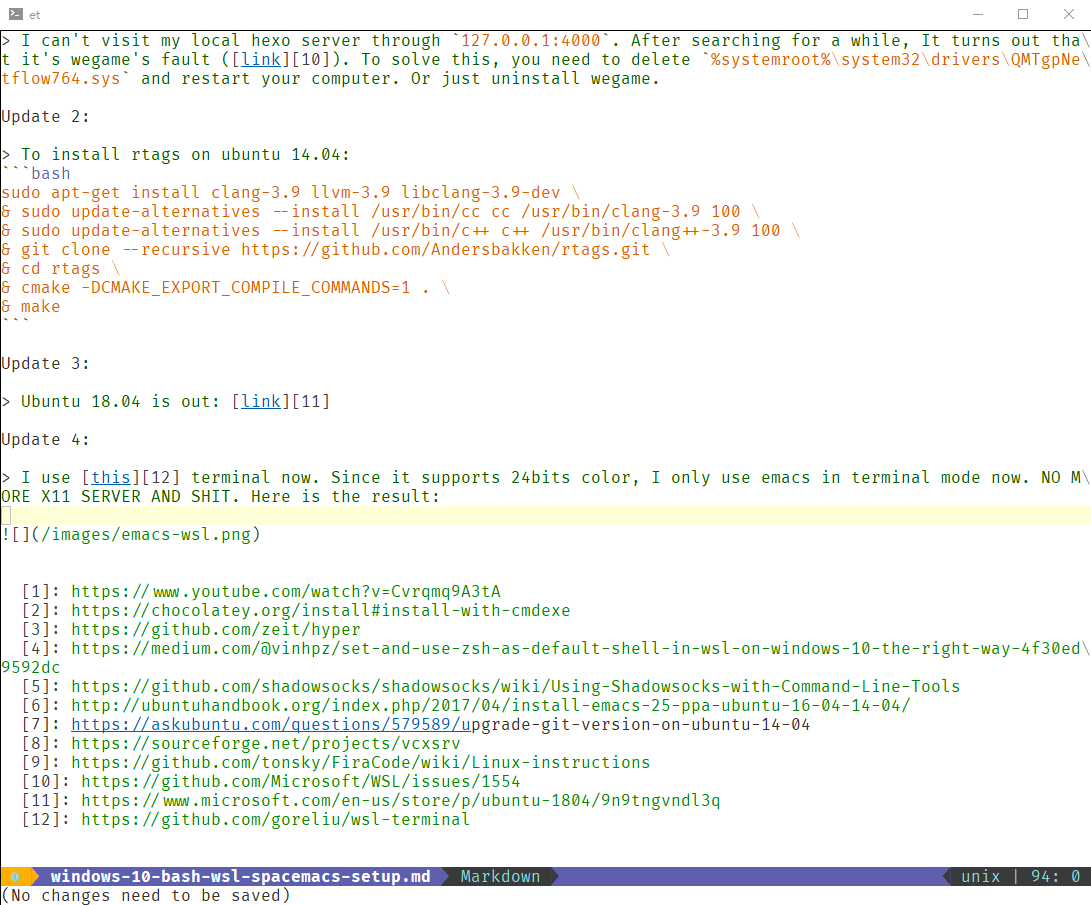 et
> I can't visit my local hexo server through `127.0.0.1:4000`. After searching for a while, It turns out tha\
t it's wegame's fault ([link][10]). To solve this, you need to delete `%systemroot%\system32\drivers\QMTgpNe\
tflow764.sys` and restart your computer. Or just uninstall wegame.
Update 2:
> To install rtags on ubuntu 14.04:
```bash
sudo apt-get install clang-3.9 llvm-3.9 libclang-3.9-dev \
& sudo update-alternatives --install /usr/bin/cc cc /usr/bin/clang-3.9 100 \
& sudo update-alternatives --install /usr/bin/c++ c++ /usr/bin/clang++-3.9 100 \
& git clone --recursive https://github.com/Andersbakken/rtags.git \
& cd rtags \
& cmake -DCMAKE_EXPORT_COMPILE_COMMANDS=1 . \
& make
```
Update 3:
> Ubuntu 18.04 is out: [link][11]
Update 4:
> I use [this][12] terminal now. Since it supports 24bits color, I only use emacs in terminal mode now. NO M\
ORE X11 SERVER AND SHIT. Here is the result:
![](/images/emacs-wsl.png)
[1]: https://www.youtube.com/watch?v=Cvrqmq9A3tA
[2]: https://chocolatey.org/install#install-with-cmdexe
[3]: https://github.com/zeit/hyper
[4]: https://medium.com/@vinhpz/set-and-use-zsh-as-default-shell-in-wsl-on-windows-10-the-right-way-4f30ed\
9592dc
[5]: https://github.com/shadowsocks/shadowsocks/wiki/Using-Shadowsocks-with-Command-Line-Tools
[6]: http://ubuntuhandbook.org/index.php/2017/04/install-emacs-25-ppa-ubuntu-16-04-14-04/
[7]: https://askubuntu.com/questions/579589/upgrade-git-version-on-ubuntu-14-04
[8]: https://sourceforge.net/projects/vcxsrv
[9]: https://github.com/tonsky/FiraCode/wiki/Linux-instructions
[10]: https://github.com/Microsoft/WSL/issues/1554
[11]: https://www.microsoft.com/en-us/store/p/ubuntu-1804/9n9tngvndl3q
[12]: https://github.com/goreliu/wsl-terminal
windows-10-bash-wsl-spacemacs-setup.md Markdown unix | 94: 0
(No changes need to be saved)